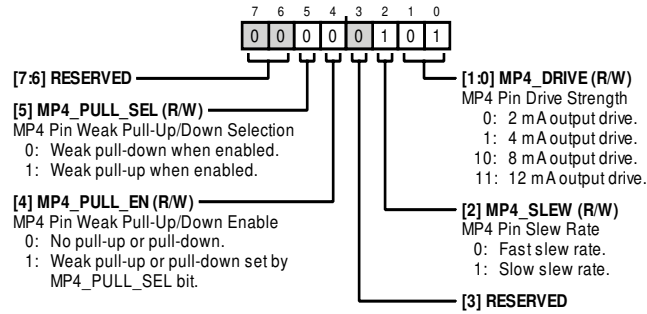 7 6 5 4 3 2 1 0
0 0 0 0 0 1 0 1
[7:6] RESERVED
[5] MP4_PULL_SEL (R/W)
MP4 Pin Weak Pull-Up/Down Selection
0: Weak pull-down when enabled.
1: Weak pull-up when enabled.
[4] MP4_PULL_EN (R/W)
MP4 Pin Weak Pull-Up/Down Enable
0: No pull-up or pull-down.
1: Weak pull-up or pull-down set by
MP4_PULL_SEL bit.
[1:0] MP4_DRIVE (R/W)
MP4 Pin Drive Strength
0: 2 mA output drive.
1: 4 mA output drive.
10: 8 mA output drive.
11: 12 mA output drive.
[2] MP4_SLEW (R/W)
MP4 Pin Slew Rate
0: Fast slew rate.
1: Slow slew rate.
[3] RESERVED